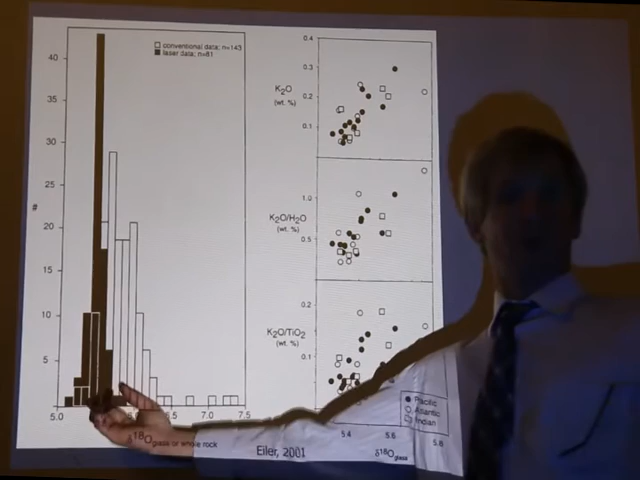 conventional data; n=143
laser data; n=81
40
35
30
25
20
15
10
5
#
5.0
6.5
7.0
7.5
δ18Oglass or whole rock
0.4
0.3
K2O
0.2
(wt. %)
0.1
1.0
K2O/H2O
(wt. %)
0.5
0.2
K2O/TiO2
(wt. %)
0.1
Pacific
Atlantic
Indian
5.4
5.6
5.8
δ18Oglass
Eiler, 2001